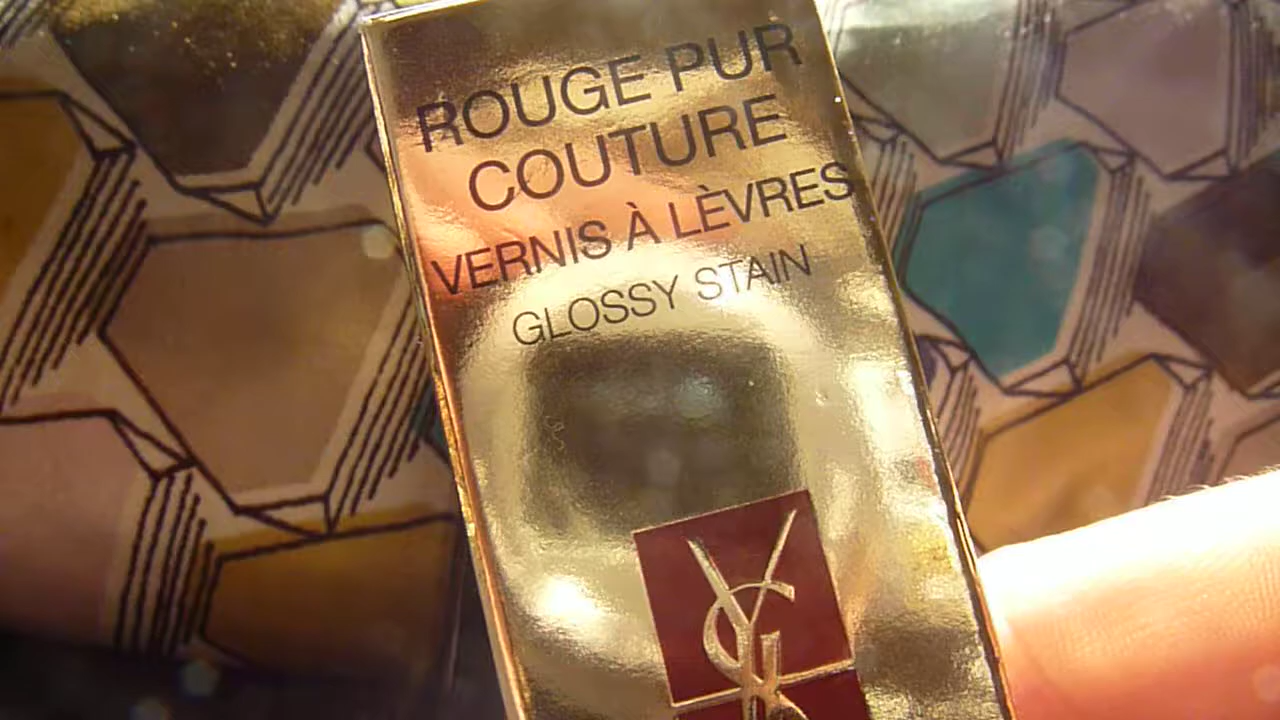 ROUGE PUR
COUTURE
VERNIS À LÈVRES
GLOSSY STAIN
YSL